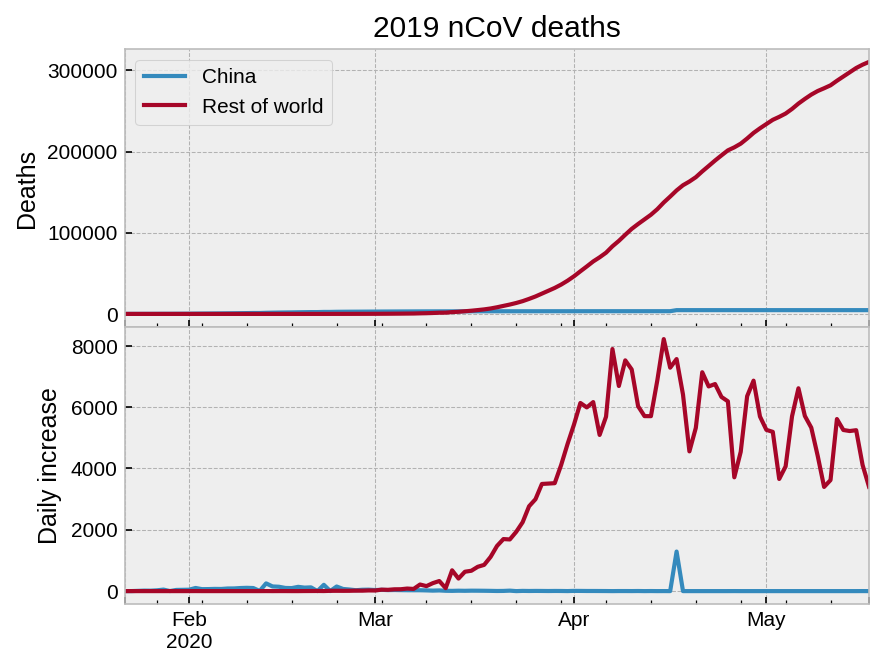 2019 nCoV deaths
China
Rest of world
Deaths
300000
200000
100000
0
Daily increase
8000
6000
4000
2000
0
Feb
2020
Mar
Apr
May